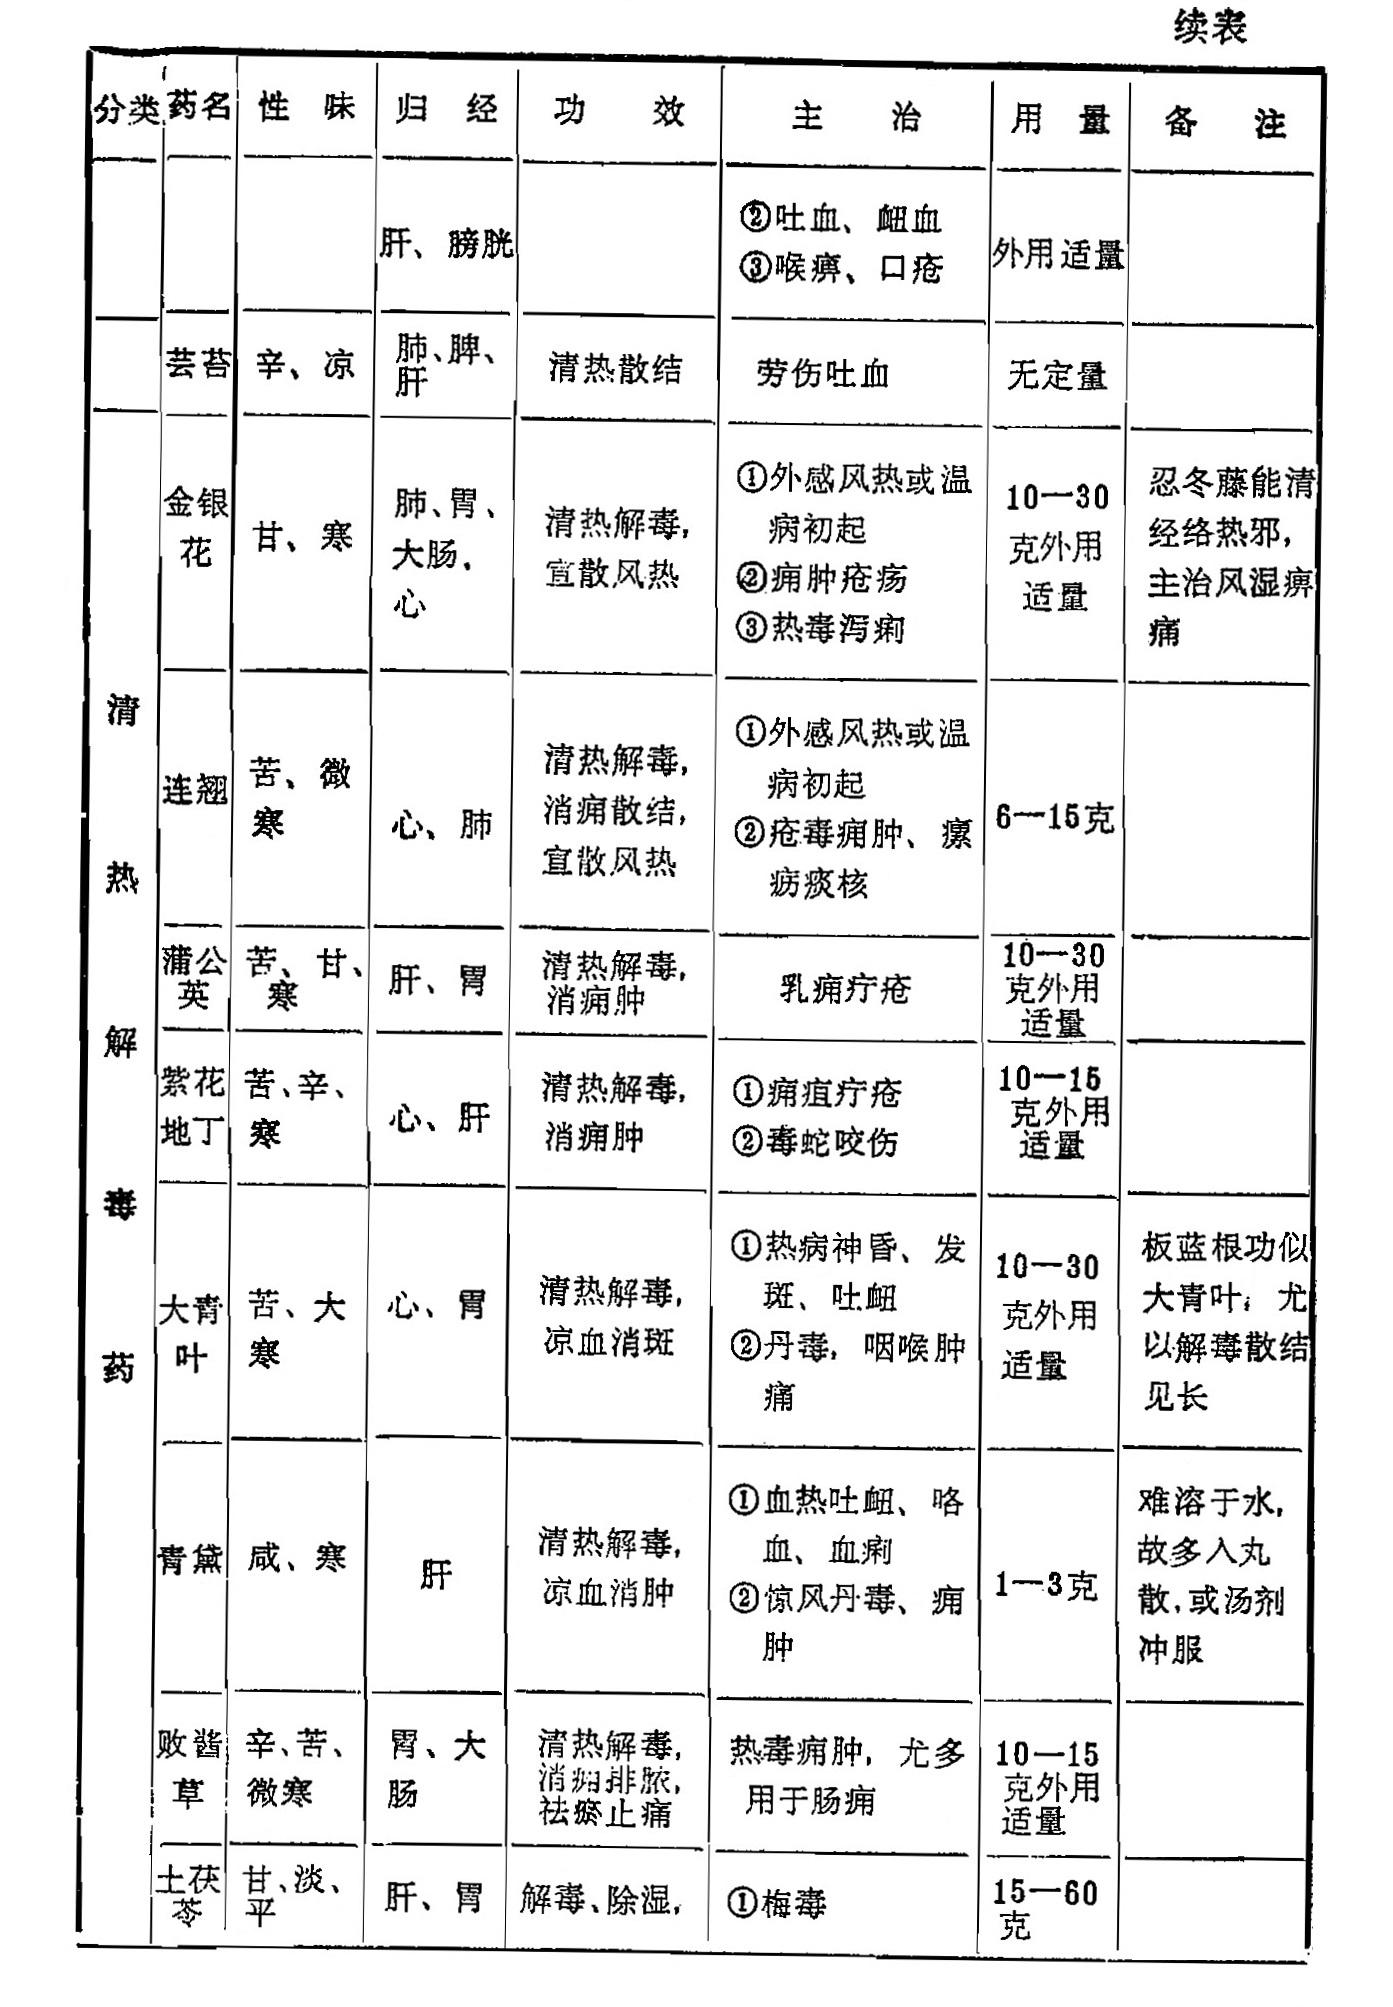 续表
分类 药名 性味 归经 功效 主治 用量 备注
肝、膀胱 外用适量
②吐血、衄血
③喉痹、口疮
芸苔 辛、凉 清热散结 劳伤吐血 无定量
肺、脾、
肝
清
热
解
毒
药
金银
花
甘、寒
肺、胃、
大肠,
心
清热解毒,
宣散风热
①外感风热或温
病初起
②痈肿疮疡
③热毒泻痢
10—30
克外用
适量
忍冬藤能清
经络热邪,
主治风湿痹
痛
连翘
苦、微
寒
心、肺
清热解毒,
消痈散结,
宣散风热
①外感风热或温
病初起
②疮毒痈肿、瘰
疬痰核
6—15克
蒲公
英
苦、甘、
寒
肝、胃
清热解毒,
消痈肿
乳痈疔疮
10—30
克外用
适量
紫花
地丁
苦、辛、
寒
心、肝
清热解毒,
消痈肿
①痈疽疔疮
②毒蛇咬伤
10—15
克外用
适量
大青
叶
苦、大
寒
心、胃
清热解毒,
凉血消斑
①热病神昏、发
斑、吐衄
②丹毒,咽喉肿
痛
10—30
克外用
适量
板蓝根功似
大青叶;尤
以解毒散结
见长
青黛
咸、寒
肝
清热解毒,
凉血消肿
①血热吐衄、咯
血、血痢
②惊风丹毒、痈
肿
1—3克
难溶于水,
故多入丸
散,或汤剂
冲服
败酱
草
辛、苦、
微寒
胃、大
肠
清热解毒,
消痈排脓,
祛瘀止痛
热毒痈肿,尤多
用于肠痈
10—15
克外用
适量
土茯
苓
甘、淡、
平
肝、胃
解毒、除湿,
①梅毒
15—60
克